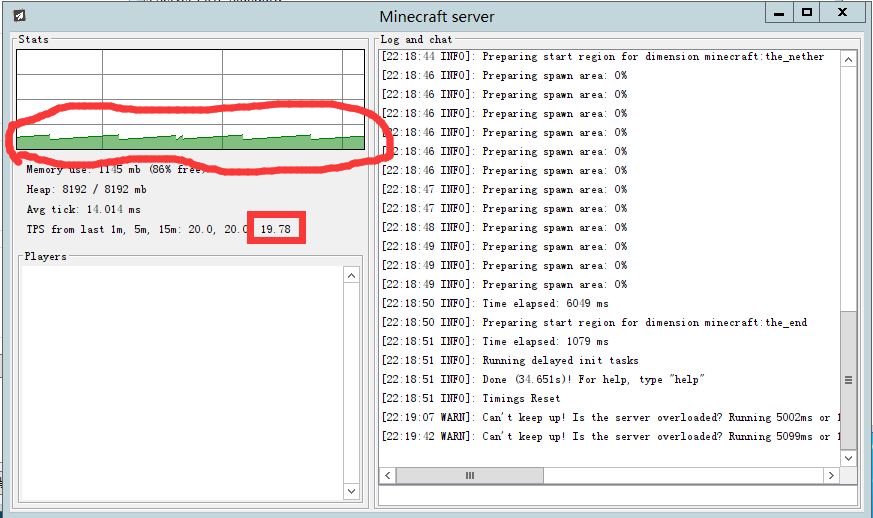 Minecraft server
Stats
Memory use: 1145 mb (86% free)
Heap: 8192 / 8192 mb
Avg tick: 14.014 ms
TPS from last 1m, 5m, 15m: 20.0, 20.0 19.78
Players
Log and chat
[22:18:44 INFO]: Preparing start region for dimension minecraft:the_nether
[22:18:46 INFO]: Preparing spawn area: 0%
[22:18:46 INFO]: Preparing spawn area: 0%
[22:18:46 INFO]: Preparing spawn area: 0%
[22:18:46 INFO]: Preparing spawn area: 0%
[22:18:46 INFO]: Preparing spawn area: 0%
[22:18:46 INFO]: Preparing spawn area: 0%
[22:18:47 INFO]: Preparing spawn area: 0%
[22:18:47 INFO]: Preparing spawn area: 0%
[22:18:48 INFO]: Preparing spawn area: 0%
[22:18:49 INFO]: Preparing spawn area: 0%
[22:18:49 INFO]: Preparing spawn area: 0%
[22:18:49 INFO]: Preparing spawn area: 0%
[22:18:50 INFO]: Time elapsed: 6049 ms
[22:18:50 INFO]: Preparing start region for dimension minecraft:the_end
[22:18:51 INFO]: Time elapsed: 1079 ms
[22:18:51 INFO]: Running delayed init tasks
[22:18:51 INFO]: Done (34.651s)! For help, type "help"
[22:18:51 INFO]: Timings Reset
[22:19:07 WARN]: Can't keep up! Is the server overloaded? Running 5002ms or
[22:19:42 WARN]: Can't keep up! Is the server overloaded? Running 5099ms or